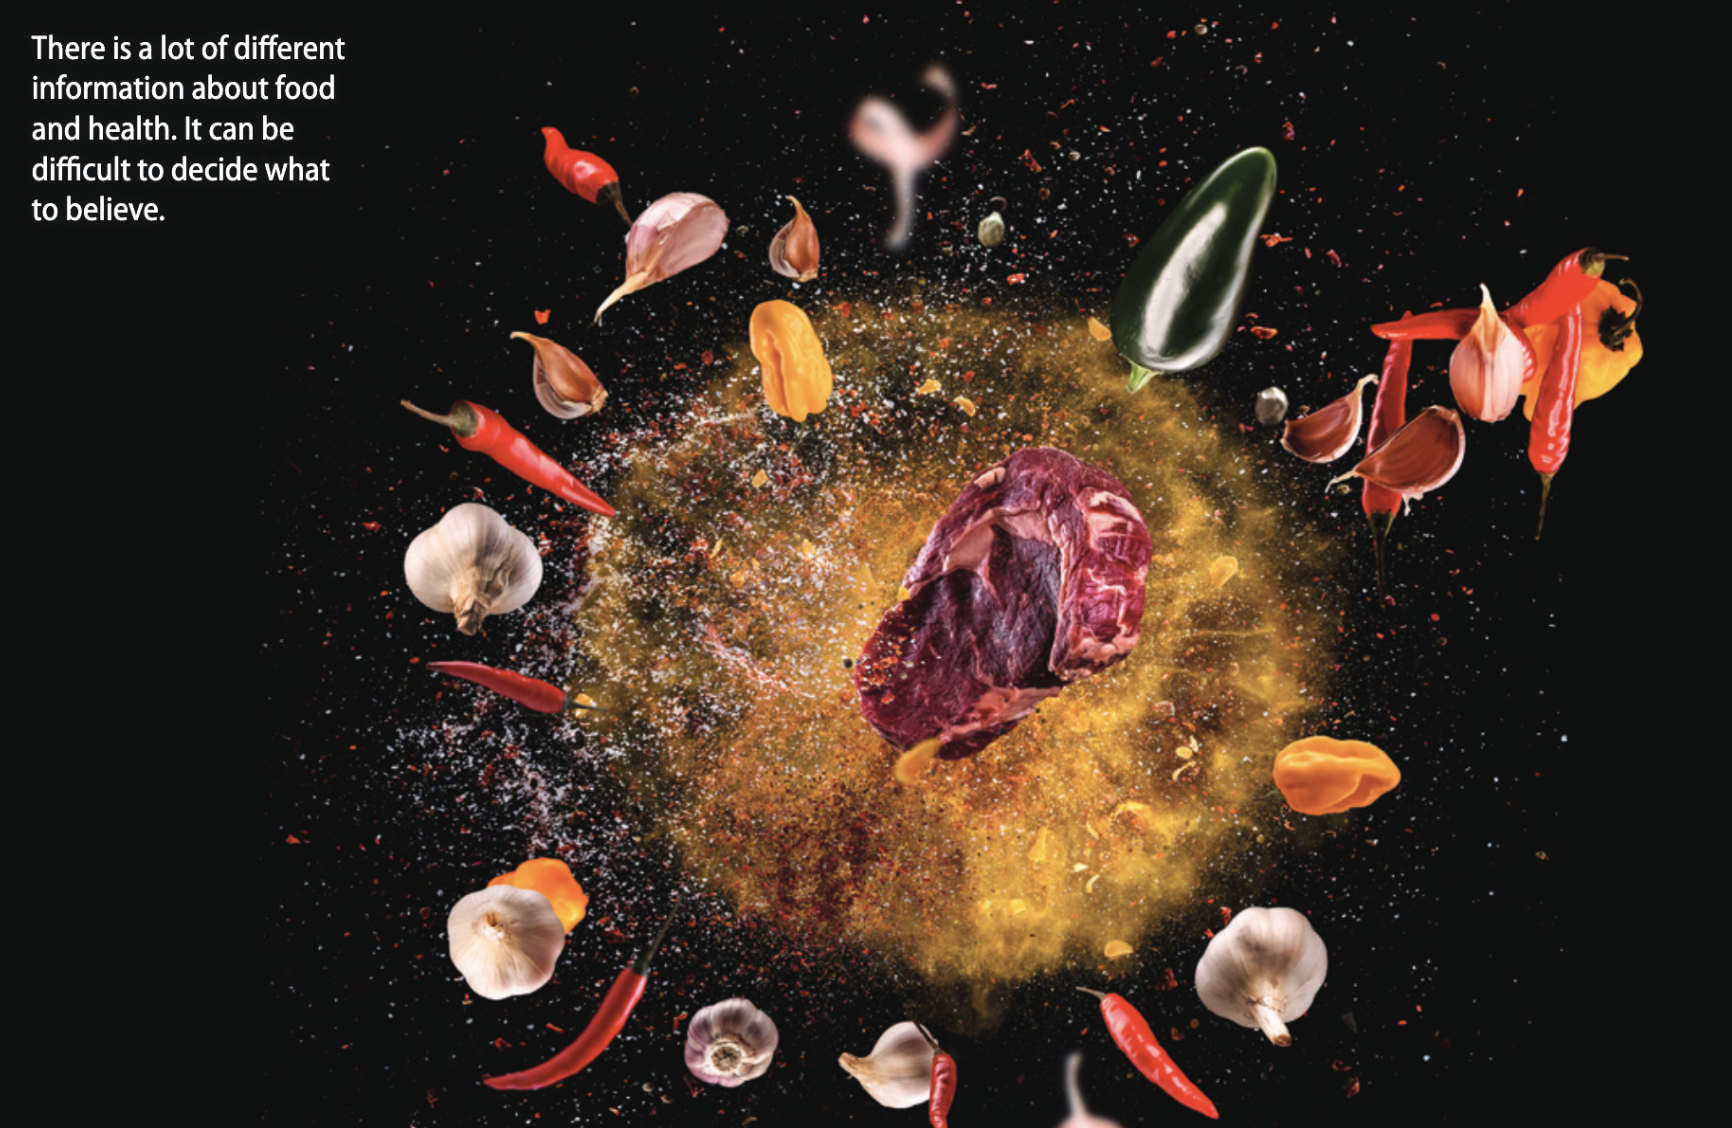 There is a lot of different
information about food
and health. It can be
difficult to decide what
to believe.